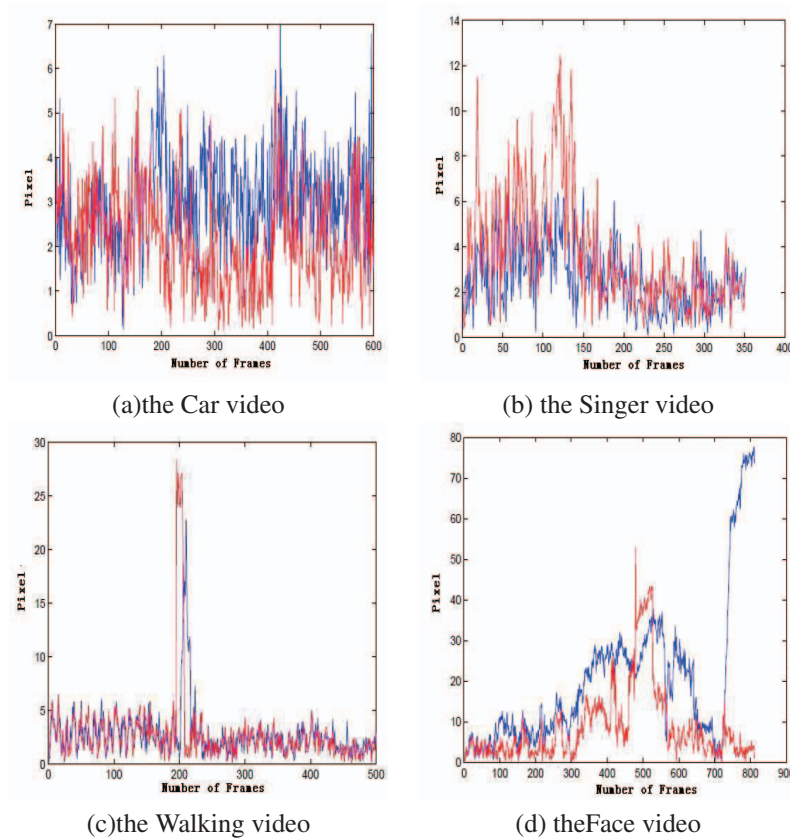 7
6
5
4
3
2
1
0
Pixel
0 100 200 300 400 500 600
Number of Frames
(a)the Car video
14
12
10
8
6
4
2
0
Pixel
0 50 100 150 200 250 300 350 400
Number of Frames
(b) the Singer video
30
25
20
15
10
5
0
Pixel
0 100 200 300 400 500
Number of Frames
(c)the Walking video
80
70
60
50
40
30
20
10
0
Pixel
0 100 200 300 400 500 600 700 800 900
Number of Frames
(d) theFace video